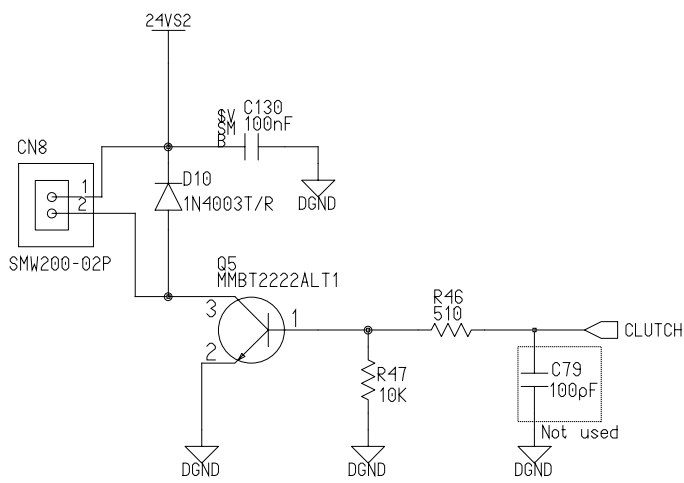 24VS2
$V
SM
B
C130
100nF
CN8
1
2
D10
1N4003T/R
DGND
SMW200-02P
Q5
MMBT2222ALT1
3
1
2
R46
510
CLUTCH
R47
10K
C79
100pF
Not used
DGND
DGND
DGND